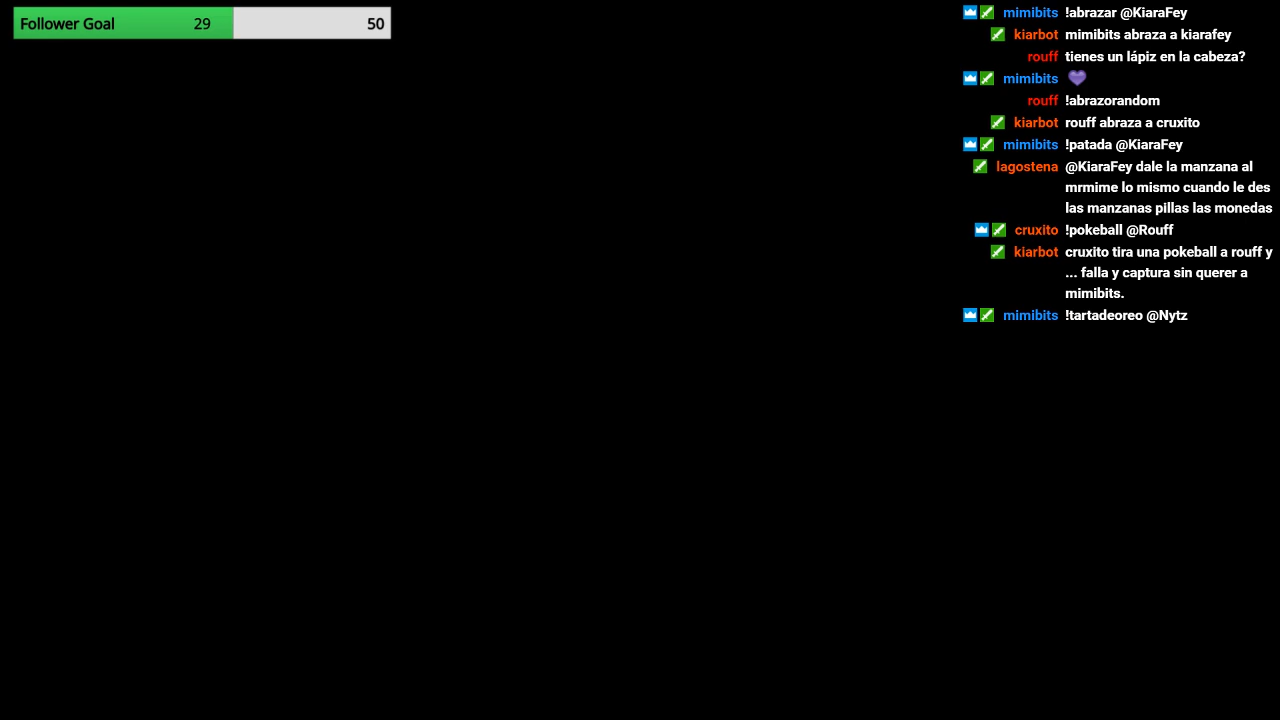 Follower Goal 29 50
mimibits !abrazar @KiaraFey
kiarbot mimibits abraza a kiarafey
rouff tienes un lápiz en la cabeza?
mimibits 💜
rouff !abrazorandom
kiarbot rouff abraza a cruxito
mimibits !patada @KiaraFey
lagostena @KiaraFey dale la manzana al
mrmime lo mismo cuando le des
las manzanas pillas las monedas
cruxito !pokeball @Rouff
kiarbot cruxito tira una pokeball a rouff y
... falla y captura sin querer a
mimibits.
mimibits !tartadeoreo @Nytz